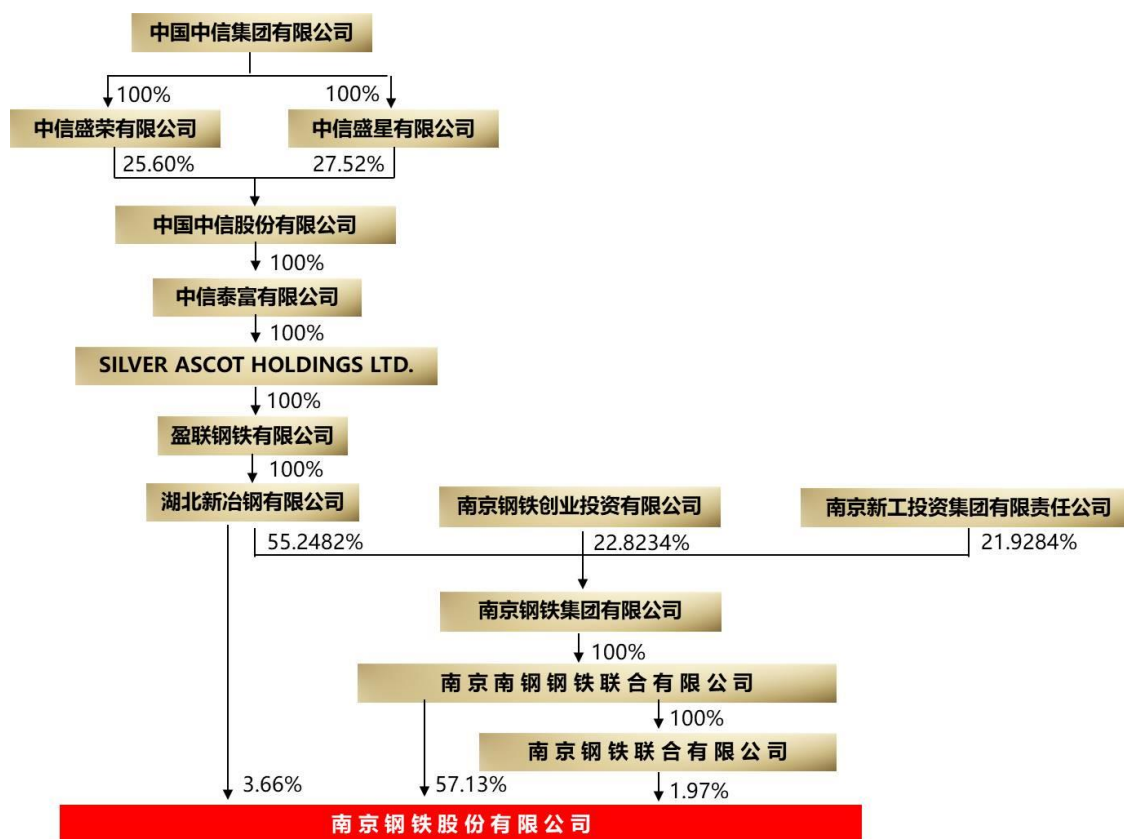 中国中信集团有限公司
100% 100%
中信盛荣有限公司 中信盛星有限公司
25.60% 27.52%
中国中信股份有限公司
100%
中信泰富有限公司
100%
SILVER ASCOT HOLDINGS LTD.
100%
盈联钢铁有限公司
100%
湖北新冶钢有限公司 南京钢铁创业投资有限公司 南京新工投资集团有限责任公司
55.2482% 22.8234% 21.9284%
南京钢铁集团有限公司
100%
南京南钢钢铁联合有限公司
100%
南京钢铁联合有限公司
3.66% 57.13% 1.97%
南京钢铁股份有限公司